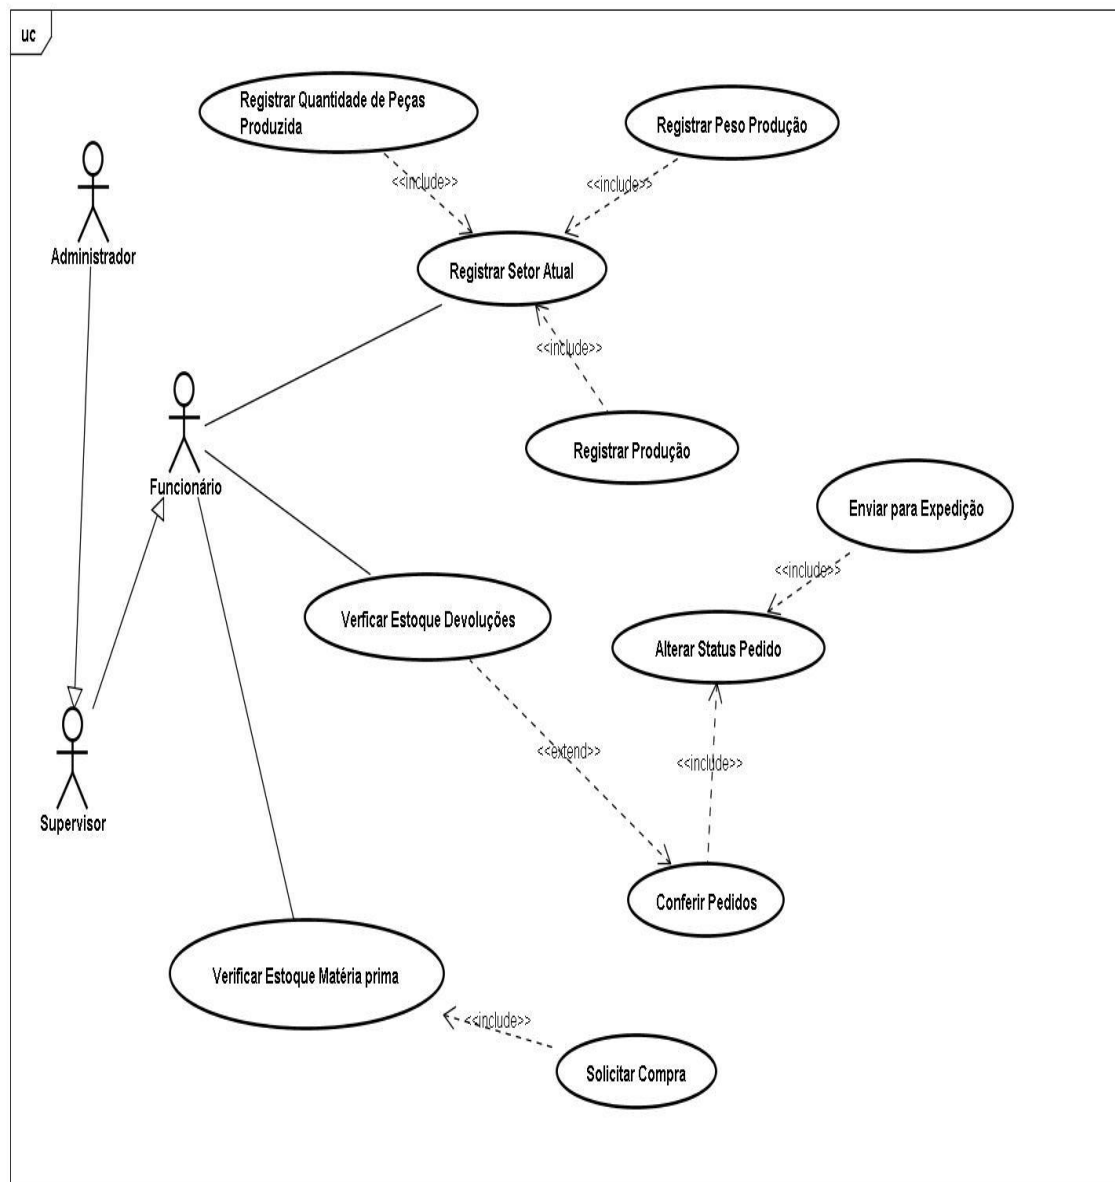 uc
Registrar Quantidade de Peças
Produzida
Registrar Peso Produção
<<include>>
<<include>>
Administrador
Registrar Setor Atual
<<include>>
Funcionário
Registrar Produção
Enviar para Expedição
<<include>>
Verficar Estoque Devoluções
Alterar Status Pedido
<<extend>>
<<include>>
Supervisor
Conferir Pedidos
Verificar Estoque Matéria prima
<<include>>
Solicitar Compra